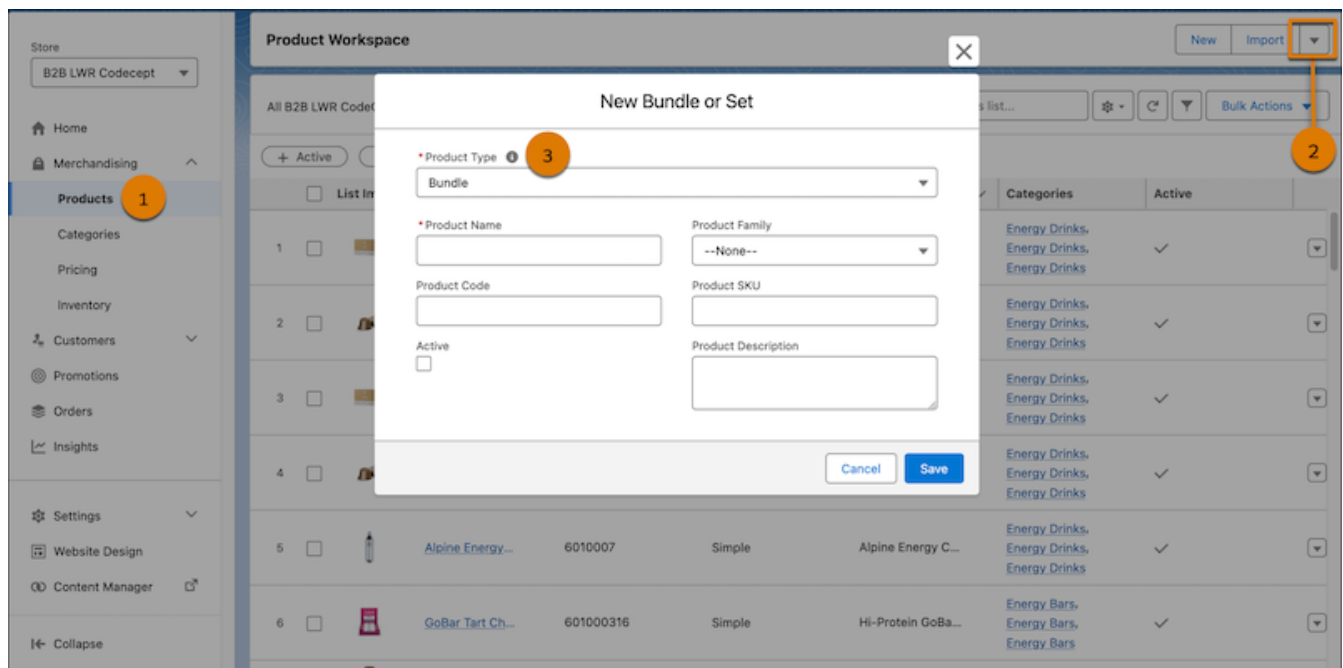 Store
B2B LWR Codecept
Home
Merchandising
Products
1
Categories
Pricing
Inventory
Customers
Promotions
Orders
Insights
Settings
Website Design
Content Manager
Collapse
Product Workspace
New
Import
2
All B2B LWR
s list...
Bulk Actions
+ Active
List
Categories
Active
New Bundle or Set
*Product Type
3
Bundle
*Product Name
Product Family
--None--
Product Code
Product SKU
Active
Product Description
Cancel
Save
1
Energy Drinks,
Energy Drinks,
Energy Drinks
2
Energy Drinks,
Energy Drinks,
Energy Drinks
3
Energy Drinks,
Energy Drinks,
Energy Drinks
4
Energy Drinks,
Energy Drinks,
Energy Drinks
5
Alpine Energy...
6010007
Simple
Alpine Energy C...
Energy Drinks,
Energy Drinks,
Energy Drinks
6
GoBar Tart Ch...
601000316
Simple
Hi-Protein GoBa...
Energy Bars,
Energy Bars,
Energy Bars